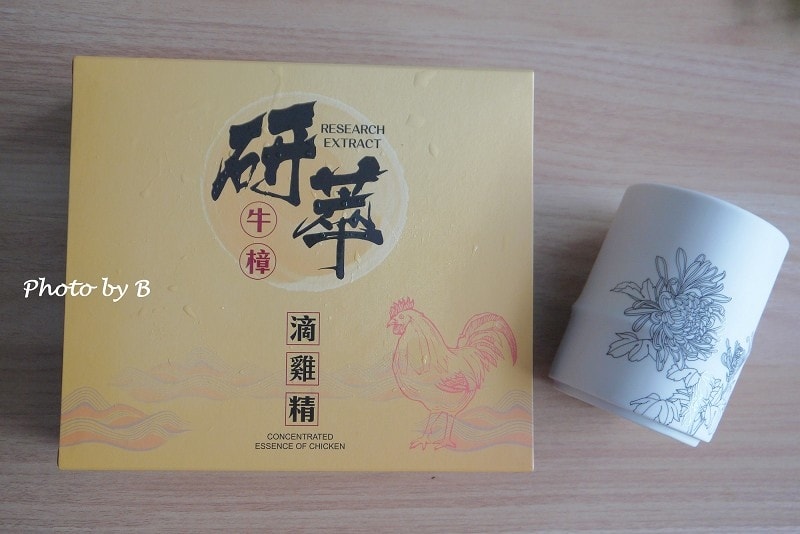 研萃
RESEARCH
EXTRACT
牛樟
滴雞精
CONCENTRATED
ESSENCE OF CHICKEN
Photo by B